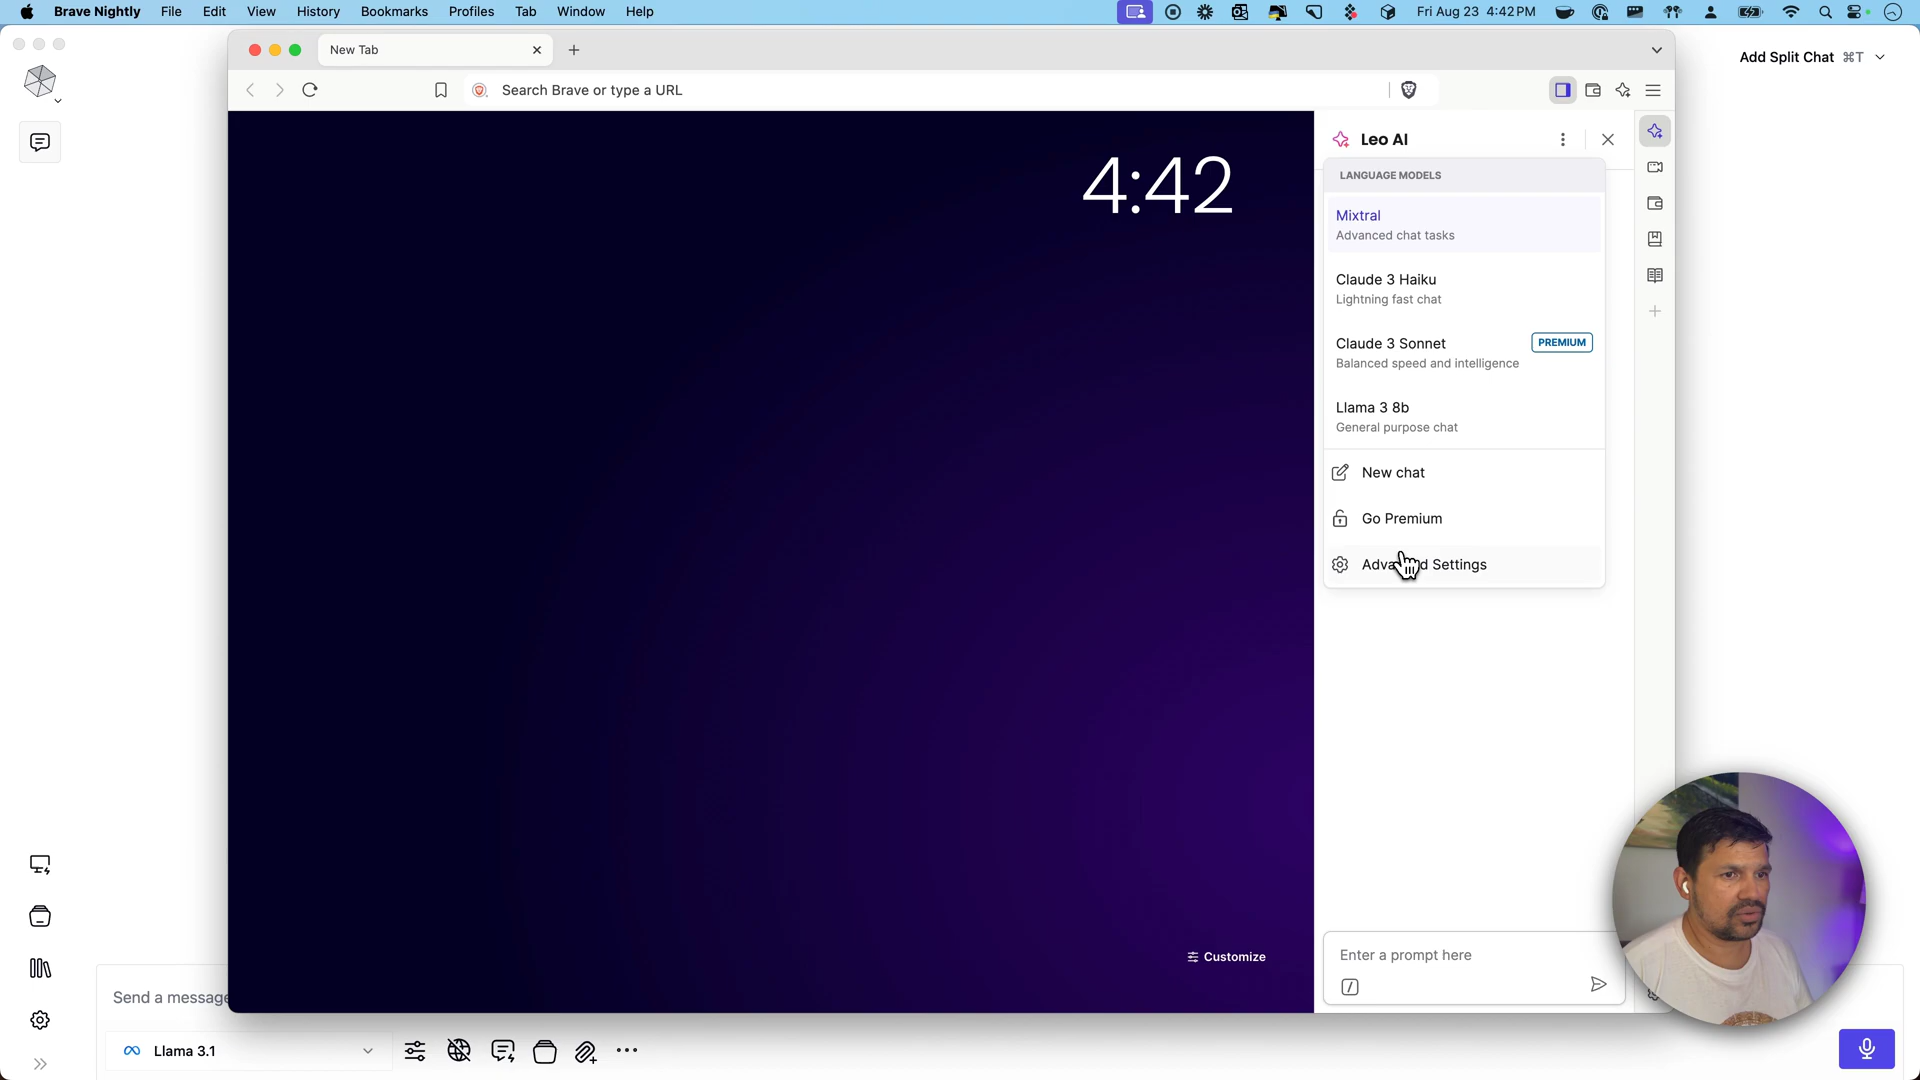 Brave Nightly File Edit View History Bookmarks Profiles Tab Window Help Fri Aug 23 4:42 PM
New Tab
Add Split Chat ⌘T
Search Brave or type a URL
4:42
Leo AI
LANGUAGE MODELS
Mixtral
Advanced chat tasks
Claude 3 Haiku
Lightning fast chat
Claude 3 Sonnet PREMIUM
Balanced speed and intelligence
Llama 3 8b
General purpose chat
New chat
Go Premium
Settings
Customize
Enter a prompt here
Send a message
Llama 3.1